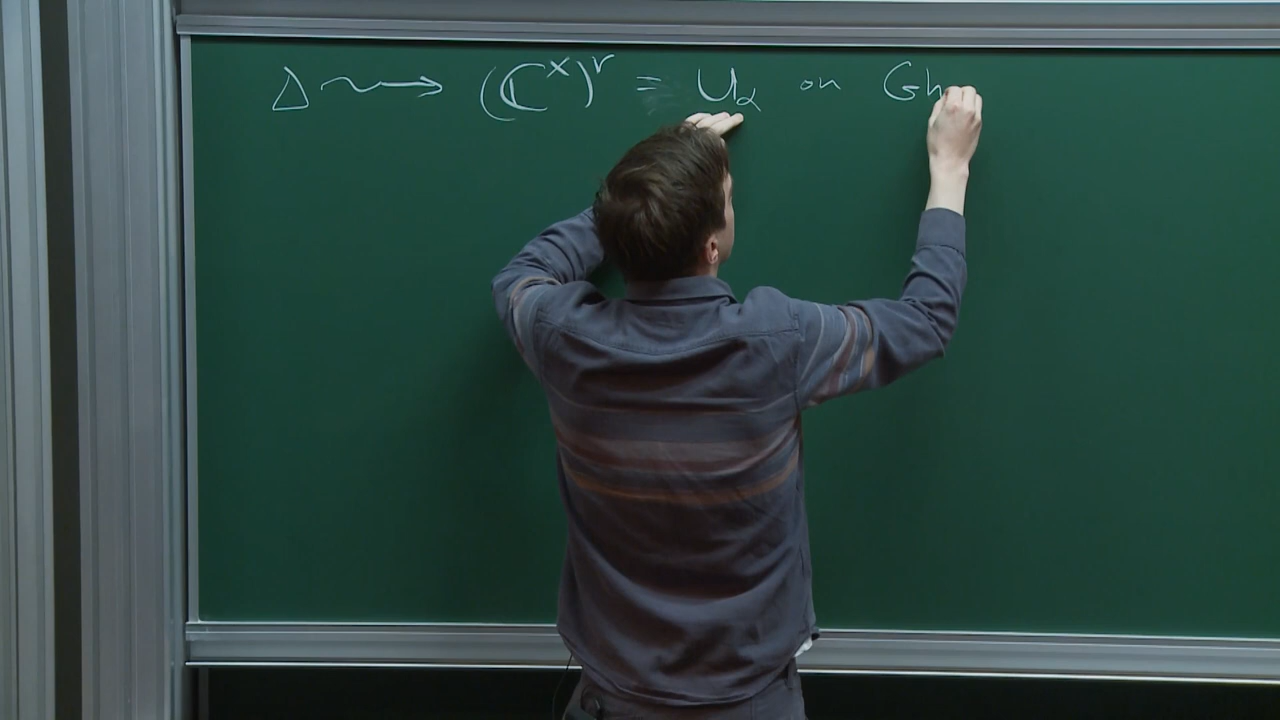 Δ ⟿ (ℂ^×)^r = U_α on Gh